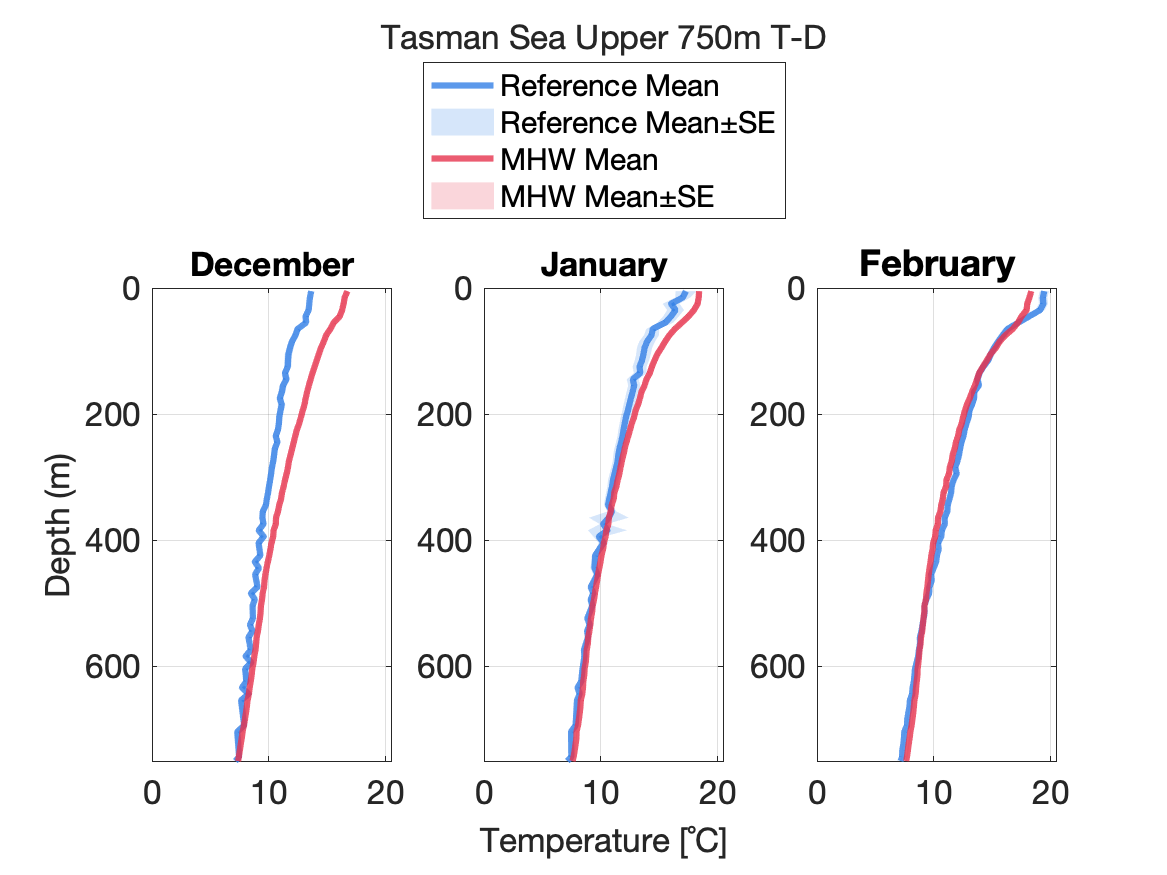 Tasman Sea Upper 750m T-D
Reference Mean
Reference Mean±SE
MHW Mean
MHW Mean±SE
December
January
February
0
200
400
600
0
200
400
600
0
200
400
600
Depth (m)
0 10 20
0 10 20
0 10 20
Temperature [°C]